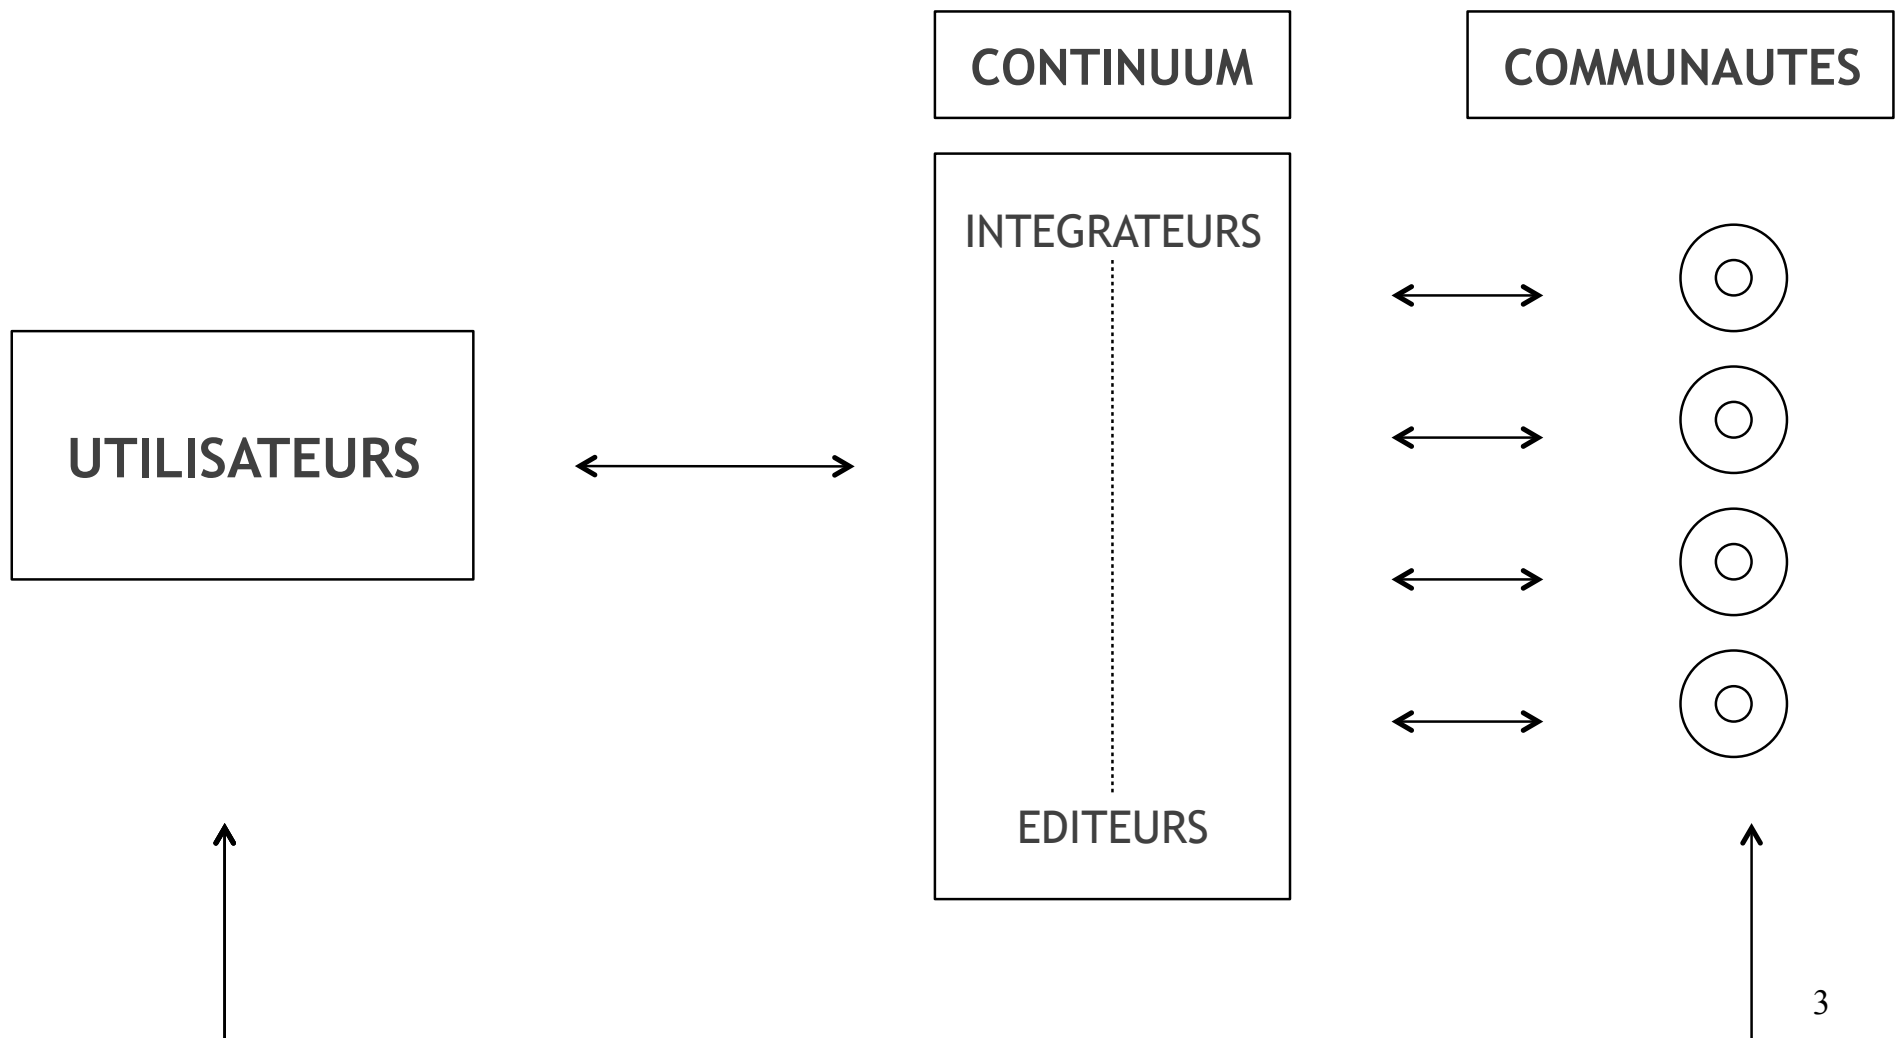 CONTINUUM
COMMUNAUTES
INTEGRATEURS
UTILISATEURS
EDITEURS
3